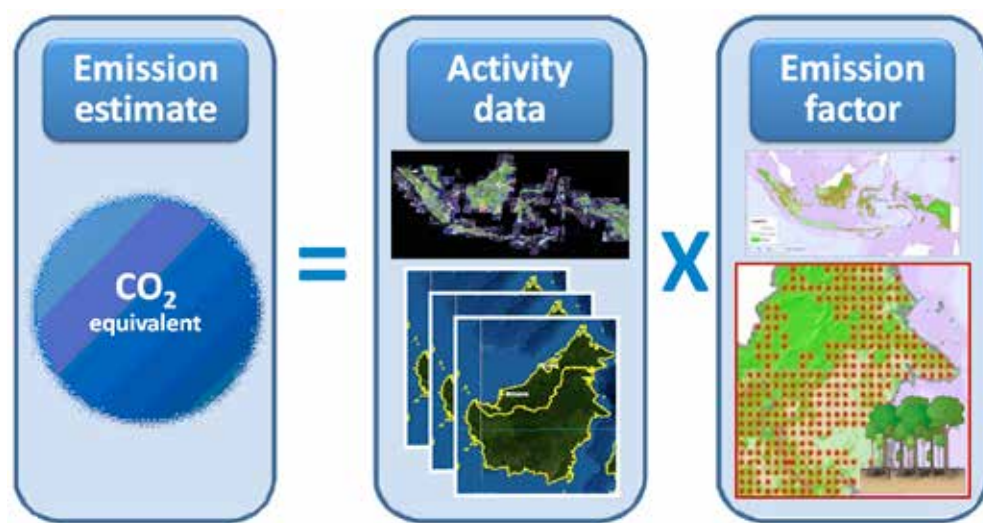 Emission
estimate
CO₂
equivalent
=
Activity
data
X
Emission
factor